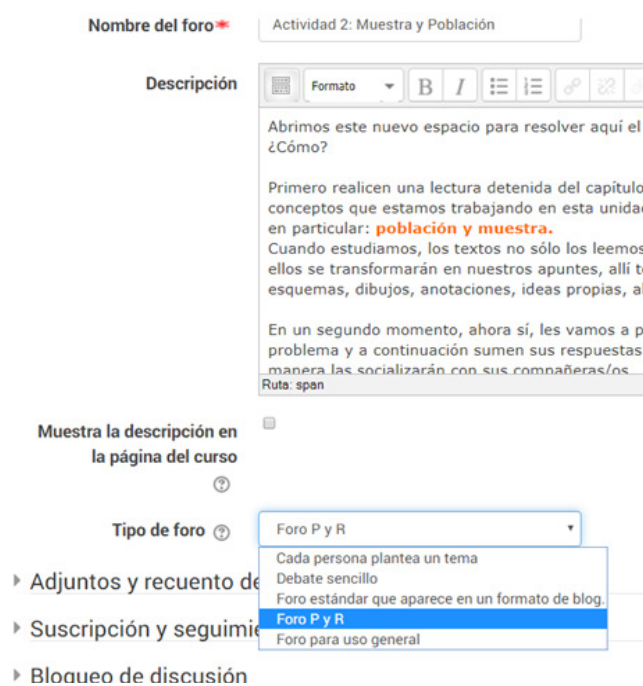 Nombre del foro* Actividad 2: Muestra y Población
Descripción
Formato B I
Abrimos este nuevo espacio para resolver aquí el
¿Cómo?
Primero realicen una lectura detenida del capítulo
conceptos que estamos trabajando en esta unidad
en particular: población y muestra.
Cuando estudiamos, los textos no sólo los leemos
ellos se transformarán en nuestros apuntes, allí
esquemas, dibujos, anotaciones, ideas propias,
En un segundo momento, ahora sí, les vamos a
problema y a continuación sumen sus respuestas
manera las socializarán con sus compañeras/os
Ruta: span
Muestra la descripción en
la página del curso
?
Tipo de foro ? Foro P y R
Cada persona plantea un tema
Debate sencillo
Foro estándar que aparece en un formato de blog.
Foro P y R
Foro para uso general
Adjuntos y recuento de
Suscripción y
Bloqueo de discusión